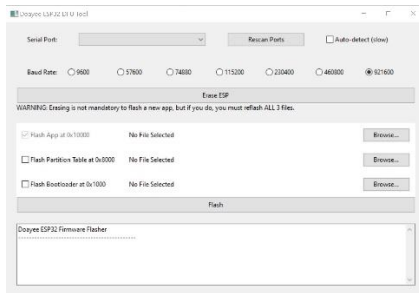 Doayee ESP32 DFU Tool
Serial Port:
Rescan Ports
Auto-detect (slow)
Baud Rate: 9600 57600 74880 115200 230400 460800 921600
Erase ESP
WARNING: Erasing is not mandatory to flash a new app, but if you do, you must reflash ALL 3 files.
Flash App at 0x10000 No File Selected Browse...
Flash Partition Table at 0x8000 No File Selected Browse...
Flash Bootloader at 0x1000 No File Selected Browse...
Flash
Doayee ESP32 Firmware Flasher
--------------------------------------------